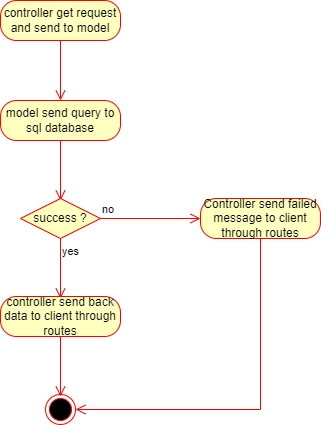 controller get request
and send to model
model send query to
sql database
success ?
no
Controller send failed
message to client
through routes
yes
controller send back
data to client through
routes